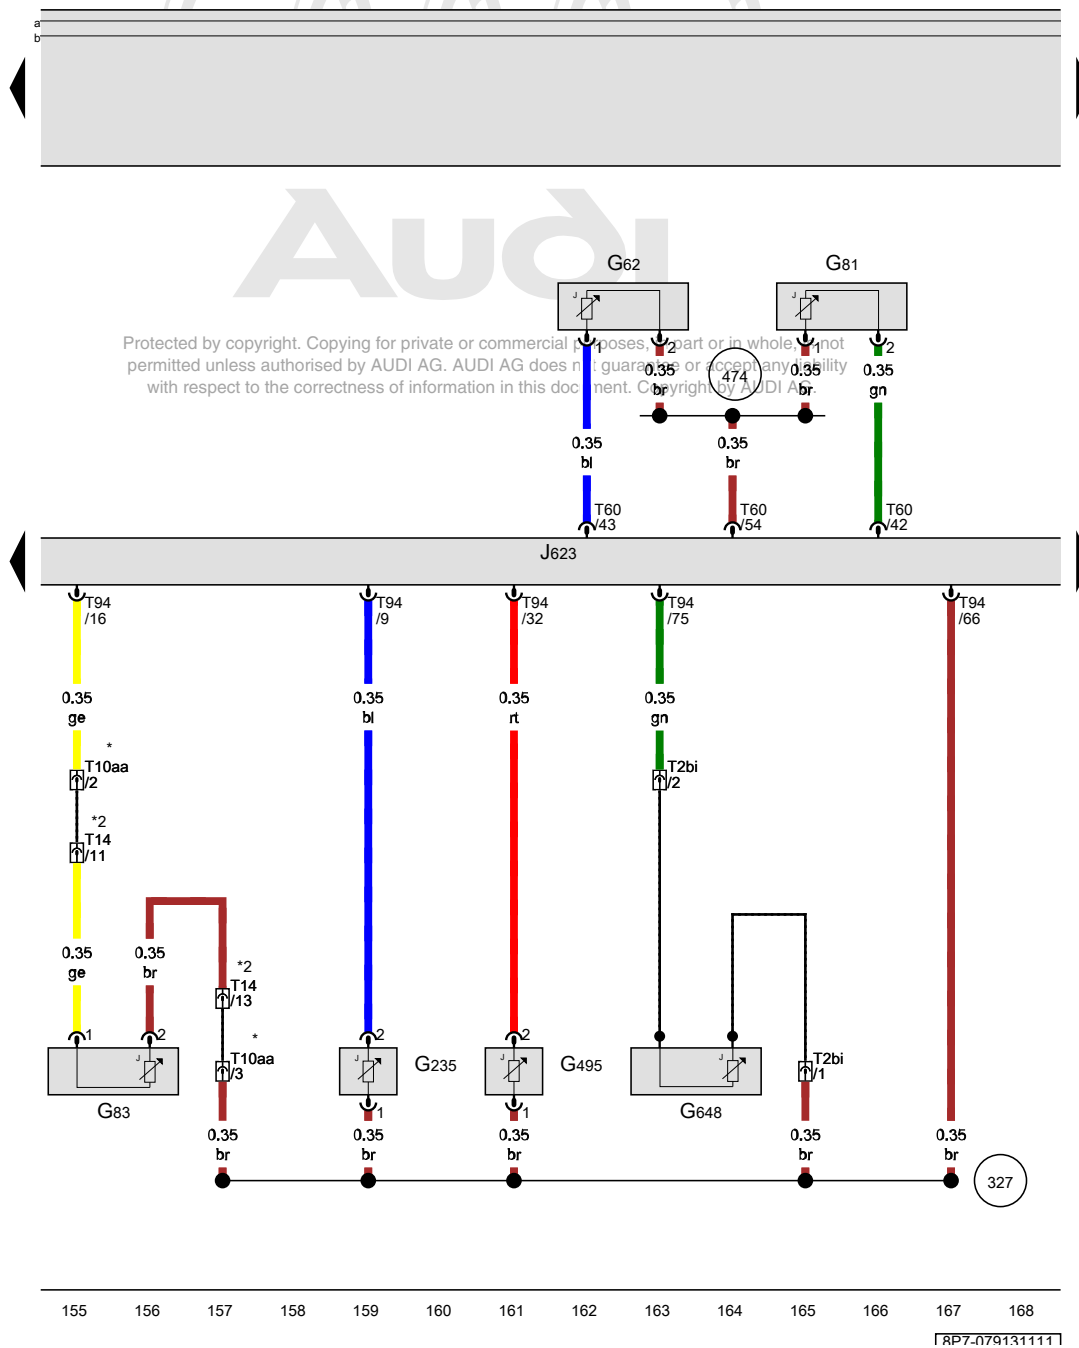 a
b
Audi
G62
G81
J
J
Protected by copyright. Copying for private or commercial purposes, in part or in whole, is not
permitted unless authorised by AUDI AG. AUDI AG does not guarantee or accept any liability
with respect to the correctness of information in this document. Copyright by AUDI AG.
1
2
1
2
474
0.35
br
0.35
br
0.35
gn
0.35
bl
0.35
br
T60
/43
T60
/54
T60
/42
J623
T94
/16
T94
/9
T94
/32
T94
/75
T94
/66
0.35
ge
0.35
bl
0.35
rt
0.35
gn
*
T10aa
/2
T2bi
/2
*2
T14
/11
0.35
ge
0.35
br
*2
T14
/13
*
T10aa
/3
1
2
2
2
J
J
J
J
G83
G235
G495
G648
T2bi
/1
1
1
0.35
br
0.35
br
0.35
br
0.35
br
0.35
br
327
155 156 157 158 159 160 161 162 163 164 165 166 167 168
8P7-079131111